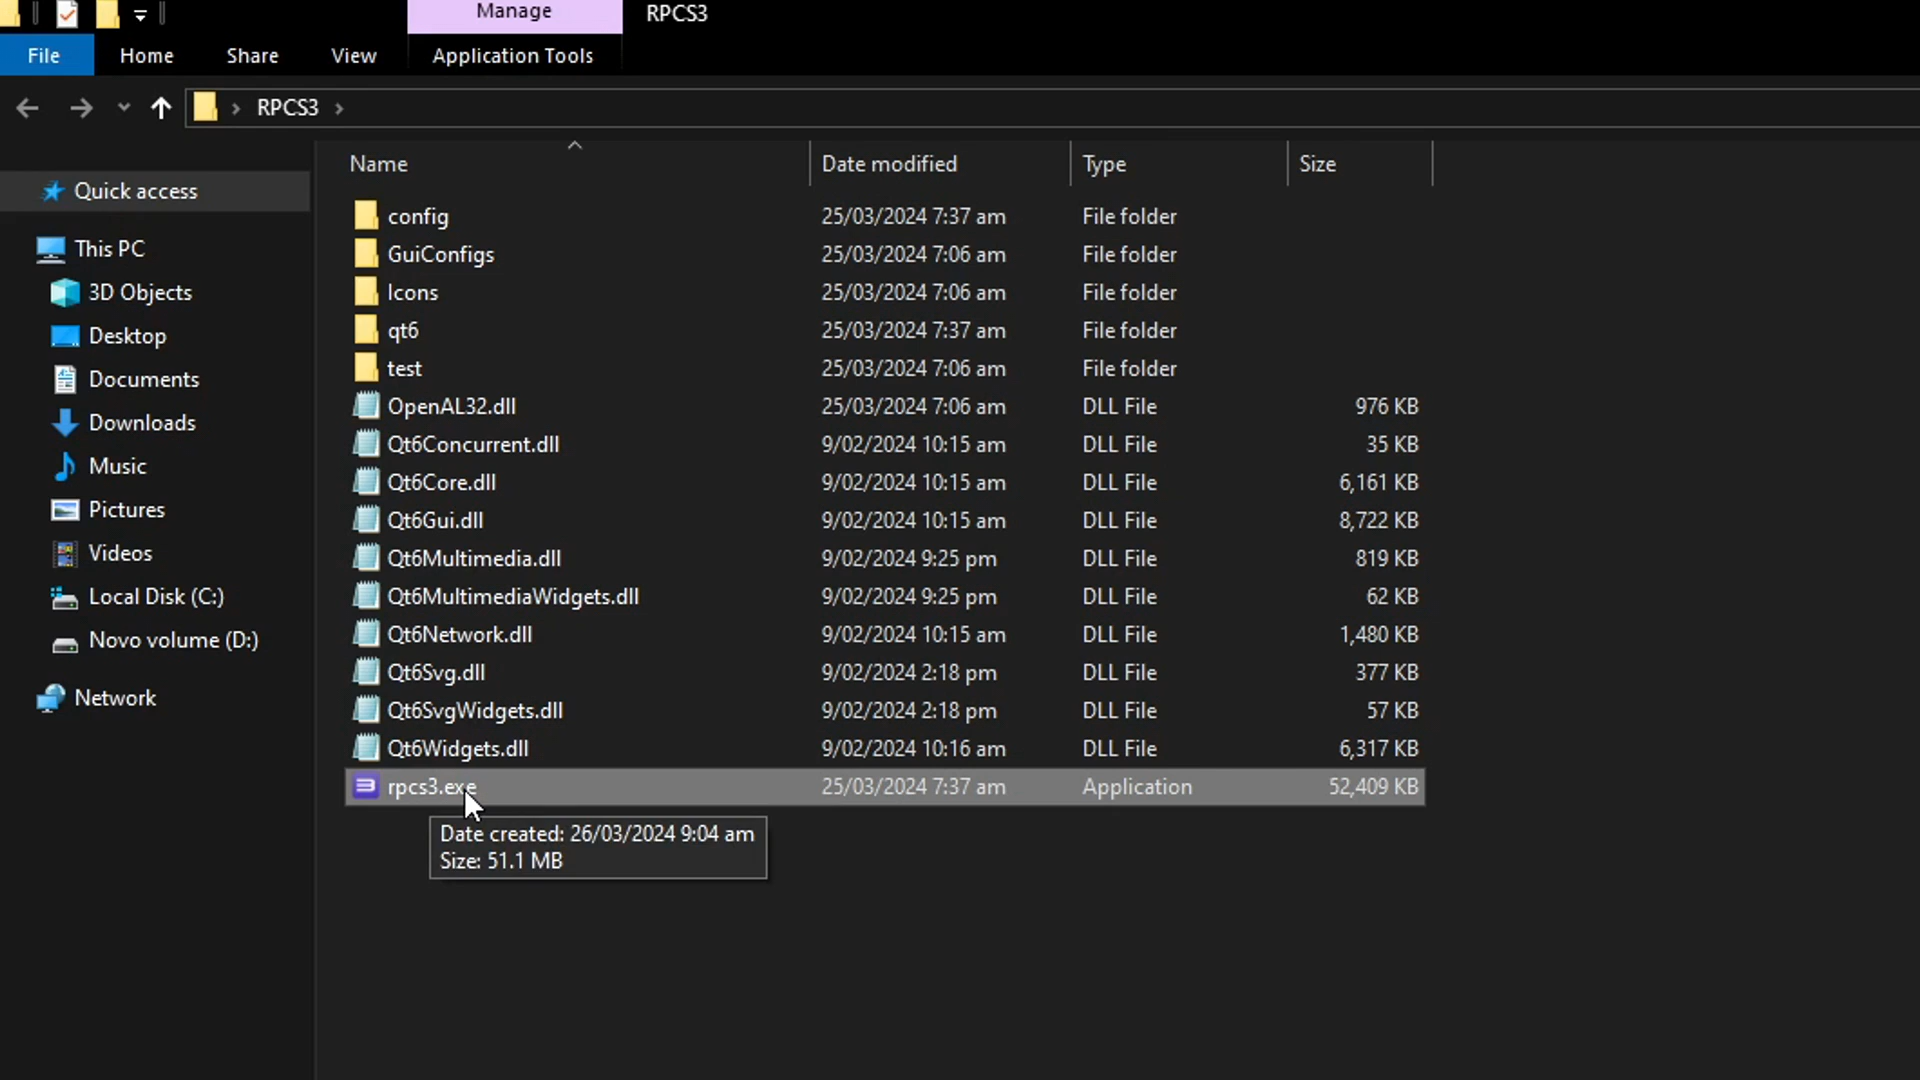 Manage
RPCS3
File
Home
Share
View
Application Tools
RPCS3
Name
Date modified
Type
Size
Quick access
This PC
3D Objects
Desktop
Documents
Downloads
Music
Pictures
Videos
Local Disk (C:)
Novo volume (D:)
Network
config 25/03/2024 7:37 am File folder
GuiConfigs 25/03/2024 7:06 am File folder
Icons 25/03/2024 7:06 am File folder
qt6 25/03/2024 7:37 am File folder
test 25/03/2024 7:06 am File folder
OpenAL32.dll 25/03/2024 7:06 am DLL File 976 KB
Qt6Concurrent.dll 9/02/2024 10:15 am DLL File 35 KB
Qt6Core.dll 9/02/2024 10:15 am DLL File 6,161 KB
Qt6Gui.dll 9/02/2024 10:15 am DLL File 8,722 KB
Qt6Multimedia.dll 9/02/2024 9:25 pm DLL File 819 KB
Qt6MultimediaWidgets.dll 9/02/2024 9:25 pm DLL File 62 KB
Qt6Network.dll 9/02/2024 10:15 am DLL File 1,480 KB
Qt6Svg.dll 9/02/2024 2:18 pm DLL File 377 KB
Qt6SvgWidgets.dll 9/02/2024 2:18 pm DLL File 57 KB
Qt6Widgets.dll 9/02/2024 10:16 am DLL File 6,317 KB
rpcs3.exe 25/03/2024 7:37 am Application 52,409 KB
Date created: 26/03/2024 9:04 am
Size: 51.1 MB